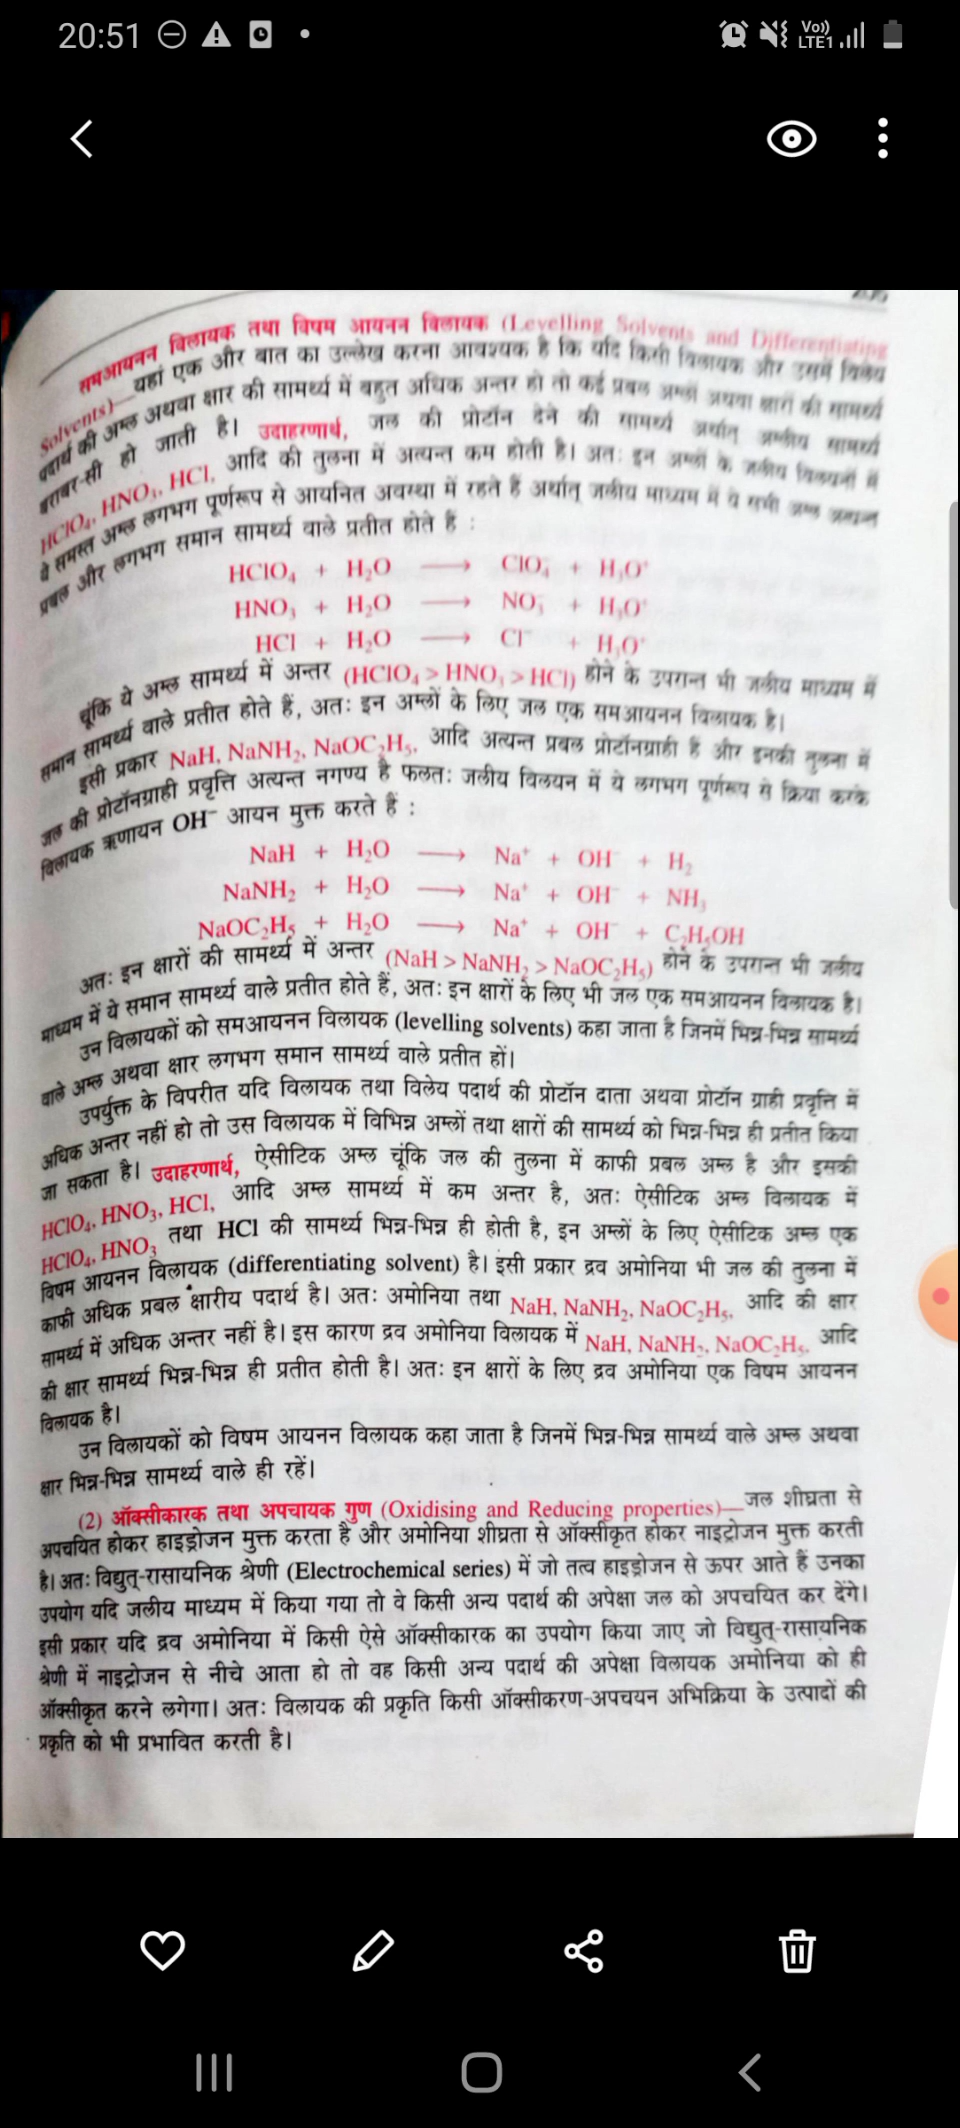 20:51
Vo)) LTE1
समआयनन विलायक तथा विषम आयनन विलायक (Levelling Solvents and Differentiating
Solvents)—यहां एक और बात का उल्लेख करना आवश्यक है कि यदि किसी विलायक और उसमें विलेय
पदार्थ की अम्ल अथवा क्षार की सामर्थ्य में बहुत अधिक अन्तर हो तो कई प्रबल अम्लों अथवा क्षारों की सामर्थ्य
बराबर-सी हो जाती है। उदाहरणार्थ, जल की प्रोटॉन देने की सामर्थ्य अर्थात् अम्लीय सामर्थ्य
HClO₄, HNO₃, HCl, आदि की तुलना में अत्यन्त कम होती है। अतः इन अम्लों के जलीय विलयनों में
ये समस्त अम्ल लगभग पूर्णरूप से आयनित अवस्था में रहते हैं अर्थात् जलीय माध्यम में ये सभी अम्ल अत्यन्त
प्रबल और लगभग समान सामर्थ्य वाले प्रतीत होते हैं :
HClO₄ + H₂O ⟶ ClO₄⁻ + H₃O⁺
HNO₃ + H₂O ⟶ NO₃⁻ + H₃O⁺
HCl + H₂O ⟶ Cl⁻ + H₃O⁺
चूंकि ये अम्ल सामर्थ्य में अन्तर (HClO₄ > HNO₃ > HCl) होने के उपरान्त भी जलीय माध्यम में
समान सामर्थ्य वाले प्रतीत होते हैं, अतः इन अम्लों के लिए जल एक समआयनन विलायक है।
इसी प्रकार NaH, NaNH₂, NaOC₂H₅, आदि अत्यन्त प्रबल प्रोटॉनग्राही हैं और इनकी तुलना में
जल की प्रोटॉनग्राही प्रवृत्ति अत्यन्त नगण्य है फलतः जलीय विलयन में ये लगभग पूर्णरूप से क्रिया करके
विलायक ऋणायन OH⁻ आयन मुक्त करते हैं :
NaH + H₂O ⟶ Na⁺ + OH⁻ + H₂
NaNH₂ + H₂O ⟶ Na⁺ + OH⁻ + NH₃
NaOC₂H₅ + H₂O ⟶ Na⁺ + OH⁻ + C₂H₅OH
अतः इन क्षारों की सामर्थ्य में अन्तर (NaH > NaNH₂ > NaOC₂H₅) होने के उपरान्त भी जलीय
माध्यम में ये समान सामर्थ्य वाले प्रतीत होते हैं, अतः इन क्षारों के लिए भी जल एक समआयनन विलायक है।
उन विलायकों को समआयनन विलायक (levelling solvents) कहा जाता है जिनमें भिन्न-भिन्न सामर्थ्य
वाले अम्ल अथवा क्षार लगभग समान सामर्थ्य वाले प्रतीत हों।
उपर्युक्त के विपरीत यदि विलायक तथा विलेय पदार्थ की प्रोटॉन दाता अथवा प्रोटॉन ग्राही प्रवृत्ति में
अधिक अन्तर नहीं हो तो उस विलायक में विभिन्न अम्लों तथा क्षारों की सामर्थ्य को भिन्न-भिन्न ही प्रतीत किया
जा सकता है। उदाहरणार्थ, ऐसीटिक अम्ल चूंकि जल की तुलना में काफी प्रबल अम्ल है और इसकी
HClO₄, HNO₃, HCl, आदि अम्ल सामर्थ्य में कम अन्तर है, अतः ऐसीटिक अम्ल विलायक में
HClO₄, HNO₃ तथा HCl की सामर्थ्य भिन्न-भिन्न ही होती है, इन अम्लों के लिए ऐसीटिक अम्ल एक
विषम आयनन विलायक (differentiating solvent) है। इसी प्रकार द्रव अमोनिया भी जल की तुलना में
काफी अधिक प्रबल क्षारीय पदार्थ है। अतः अमोनिया तथा NaH, NaNH₂, NaOC₂H₅, आदि की क्षार
सामर्थ्य में अधिक अन्तर नहीं है। इस कारण द्रव अमोनिया विलायक में NaH, NaNH₂, NaOC₂H₅, आदि
की क्षार सामर्थ्य भिन्न-भिन्न ही प्रतीत होती है। अतः इन क्षारों के लिए द्रव अमोनिया एक विषम आयनन
विलायक है।
उन विलायकों को विषम आयनन विलायक कहा जाता है जिनमें भिन्न-भिन्न सामर्थ्य वाले अम्ल अथवा
क्षार भिन्न-भिन्न सामर्थ्य वाले ही रहें।
(2) ऑक्सीकारक तथा अपचायक गुण (Oxidising and Reducing properties)—जल शीघ्रता से
अपचयित होकर हाइड्रोजन मुक्त करता है और अमोनिया शीघ्रता से ऑक्सीकृत होकर नाइट्रोजन मुक्त करती
है। अतः विद्युत्-रासायनिक श्रेणी (Electrochemical series) में जो तत्व हाइड्रोजन से ऊपर आते हैं उनका
उपयोग यदि जलीय माध्यम में किया गया तो वे किसी अन्य पदार्थ की अपेक्षा जल को अपचयित कर देंगे।
इसी प्रकार यदि द्रव अमोनिया में किसी ऐसे ऑक्सीकारक का उपयोग किया जाए जो विद्युत्-रासायनिक
श्रेणी में नाइट्रोजन से नीचे आता हो तो वह किसी अन्य पदार्थ की अपेक्षा विलायक अमोनिया को ही
ऑक्सीकृत करने लगेगा। अतः विलायक की प्रकृति किसी ऑक्सीकरण-अपचयन अभिक्रिया के उत्पादों की
प्रकृति को भी प्रभावित करती है।